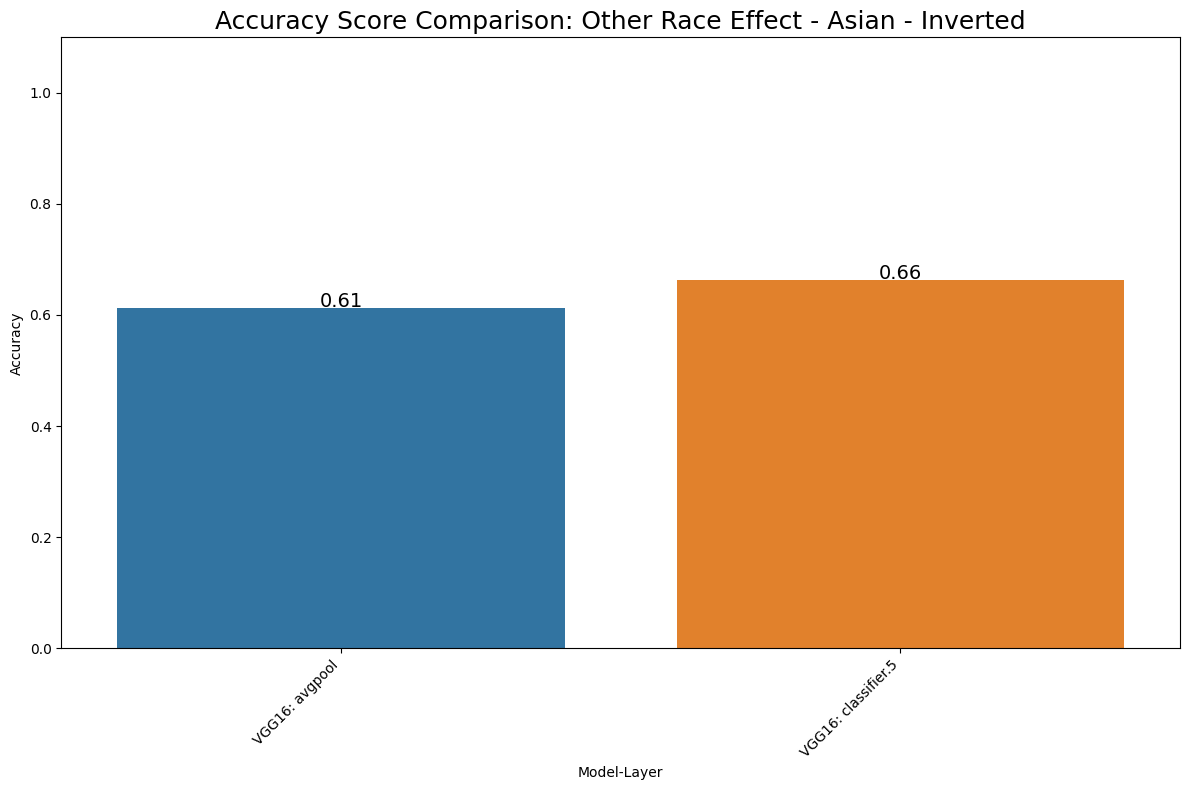 Accuracy Score Comparison: Other Race Effect - Asian - Inverted
Accuracy
1.0
0.8
0.6
0.4
0.2
0.0
0.61
0.66
VGG16: avgpool
VGG16: classifier.5
Model-Layer